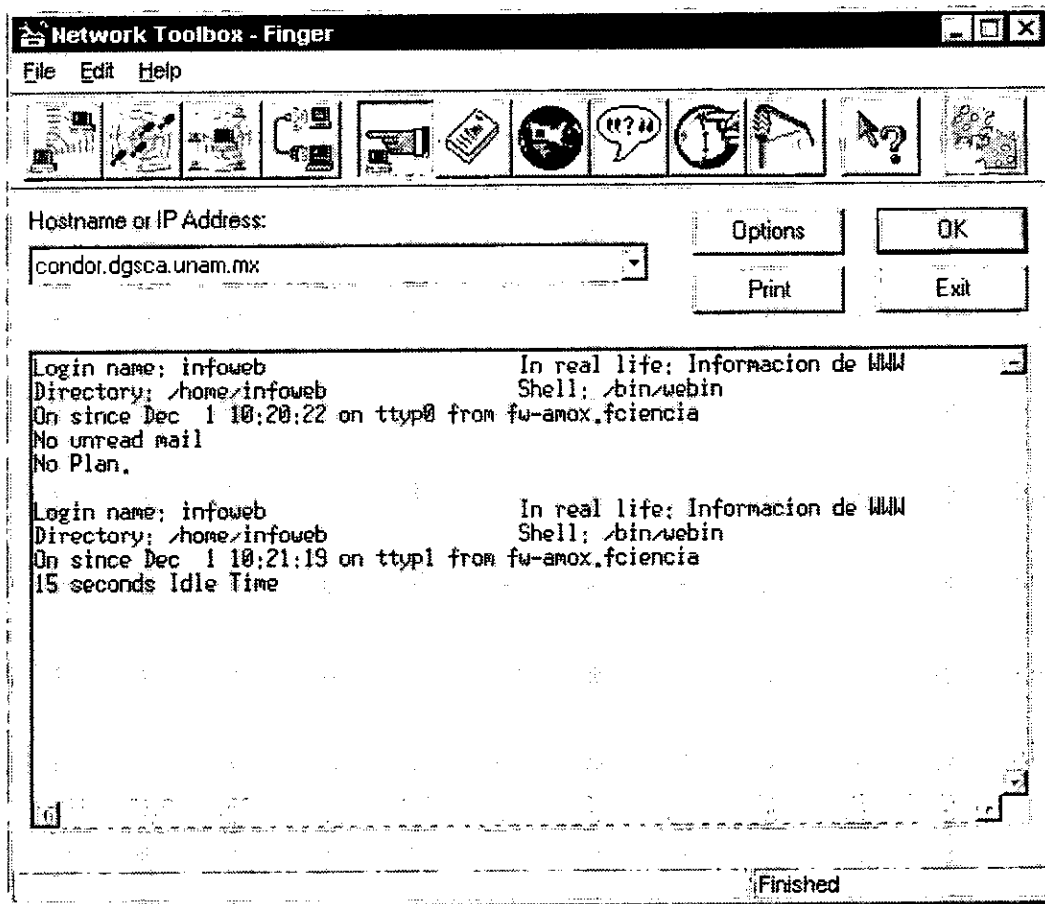 Network Toolbox - Finger
File Edit Help
"?"
Hostname or IP Address:
Options
OK
condor.dgsca.unam.mx
Print
Exit
Login name: infoweb In real life: Informacion de WWW
Directory: /home/infoweb Shell: /bin/webin
On since Dec 1 10:20:22 on ttyp0 from fw-amox.fciencia
No unread mail
No Plan.
Login name: infoweb In real life: Informacion de WWW
Directory: /home/infoweb Shell: /bin/webin
On since Dec 1 10:21:19 on ttyp1 from fw-amox.fciencia
15 seconds Idle Time
Finished